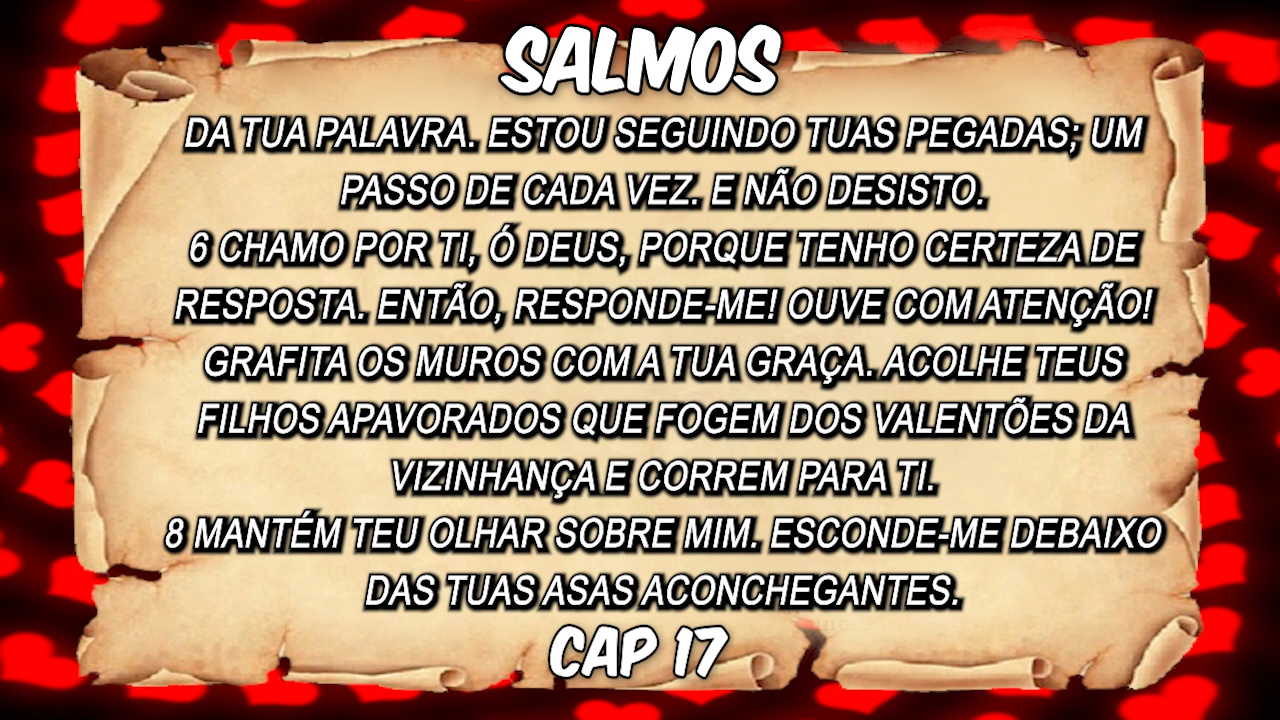 SALMOS
DA TUA PALAVRA. ESTOU SEGUINDO TUAS PEGADAS; UM
PASSO DE CADA VEZ. E NÃO DESISTO.
6 CHAMO POR TI, Ó DEUS, PORQUE TENHO CERTEZA DE
RESPOSTA. ENTÃO, RESPONDE-ME! OUVE COM ATENÇÃO!
GRAFITA OS MUROS COM A TUA GRAÇA. ACOLHE TEUS
FILHOS APAVORADOS QUE FOGEM DOS VALENTÕES DA
VIZINHANÇA E CORREM PARA TI.
8 MANTÉM TEU OLHAR SOBRE MIM. ESCONDE-ME DEBAIXO
DAS TUAS ASAS ACONCHEGANTES.
CAP 17